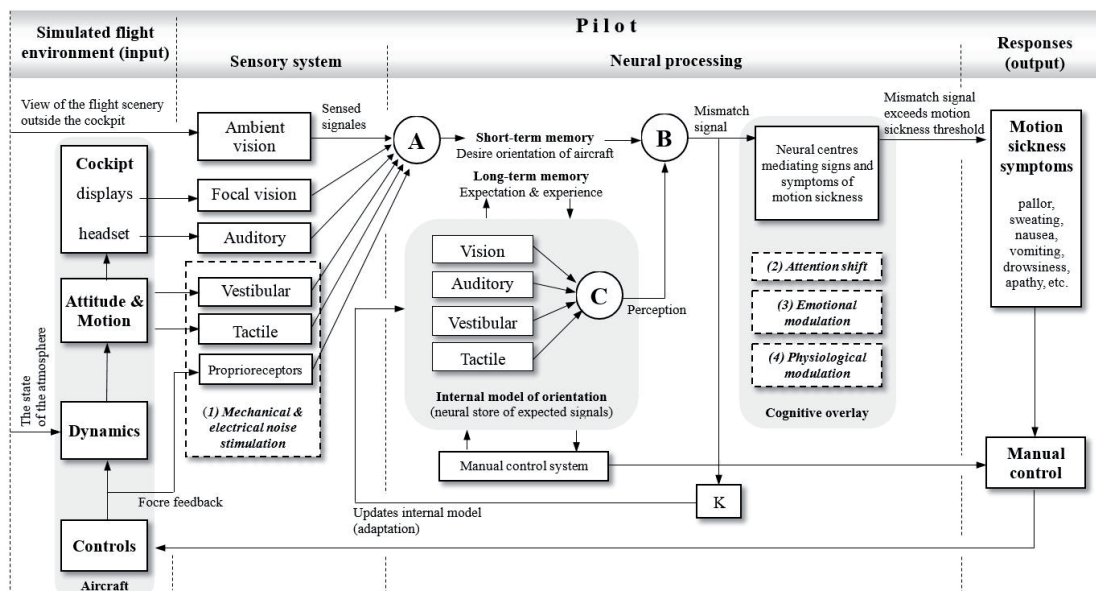 Simulated flight
environment (input)
Pilot
Sensory system
Neural processing
Responses
(output)
View of the flight scenery
outside the cockpit
Cockipt
displays
headset
Attitude &
Motion
The state
of the atmosphere
Dynamics
Focre feedback
Controls
Aircraft
Ambient
vision
Focal vision
Auditory
Vestibular
Tactile
Proprioreceptors
(1) Mechanical &
electrical noise
stimulation
Sensed
signales
A
Short-term memory
Desire orientation of aircraft
Long-term memory
Expectation & experience
Vision
Auditory
Vestibular
Tactile
C
Perception
Internal model of orientation
(neural store of expected signals)
Manual control system
Updates internal model
(adaptation)
K
B
Mismatch
signal
Neural centres
mediating signs and
symptoms of
motion sickness
(2) Attention shift
(3) Emotional
modulation
(4) Physiological
modulation
Cognitive overlay
Mismatch signal
exceeds motion
sickness threshold
Motion
sickness
symptoms
pallor,
sweating,
nausea,
vomiting,
drowsiness,
apathy, etc.
Manual
control